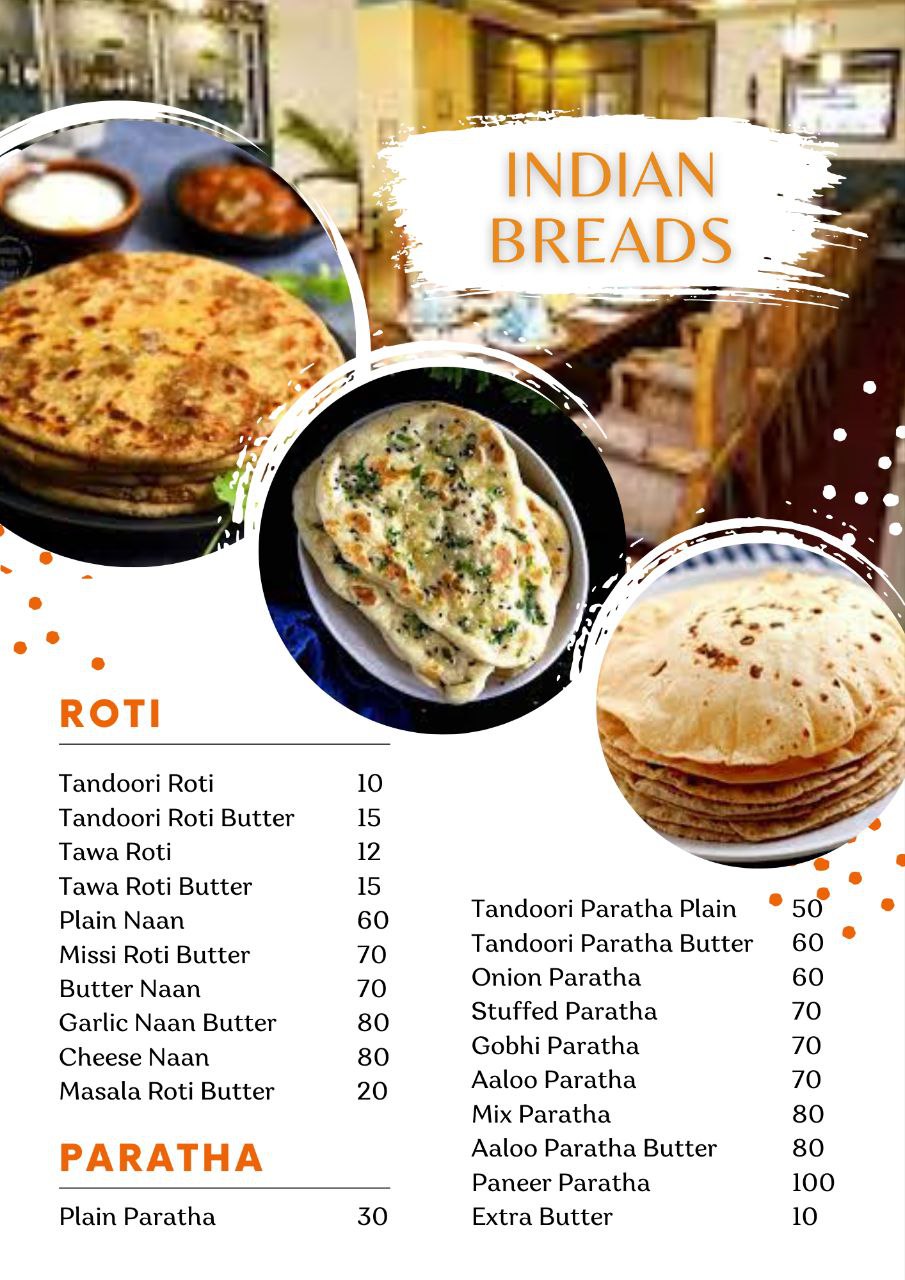 INDIAN
BREADS
ROTI
Tandoori Roti 10
Tandoori Roti Butter 15
Tawa Roti 12
Tawa Roti Butter 15
Plain Naan 60
Missi Roti Butter 70
Butter Naan 70
Garlic Naan Butter 80
Cheese Naan 80
Masala Roti Butter 20
PARATHA
Plain Paratha 30
Tandoori Paratha Plain 50
Tandoori Paratha Butter 60
Onion Paratha 60
Stuffed Paratha 70
Gobhi Paratha 70
Aaloo Paratha 70
Mix Paratha 80
Aaloo Paratha Butter 80
Paneer Paratha 100
Extra Butter 10